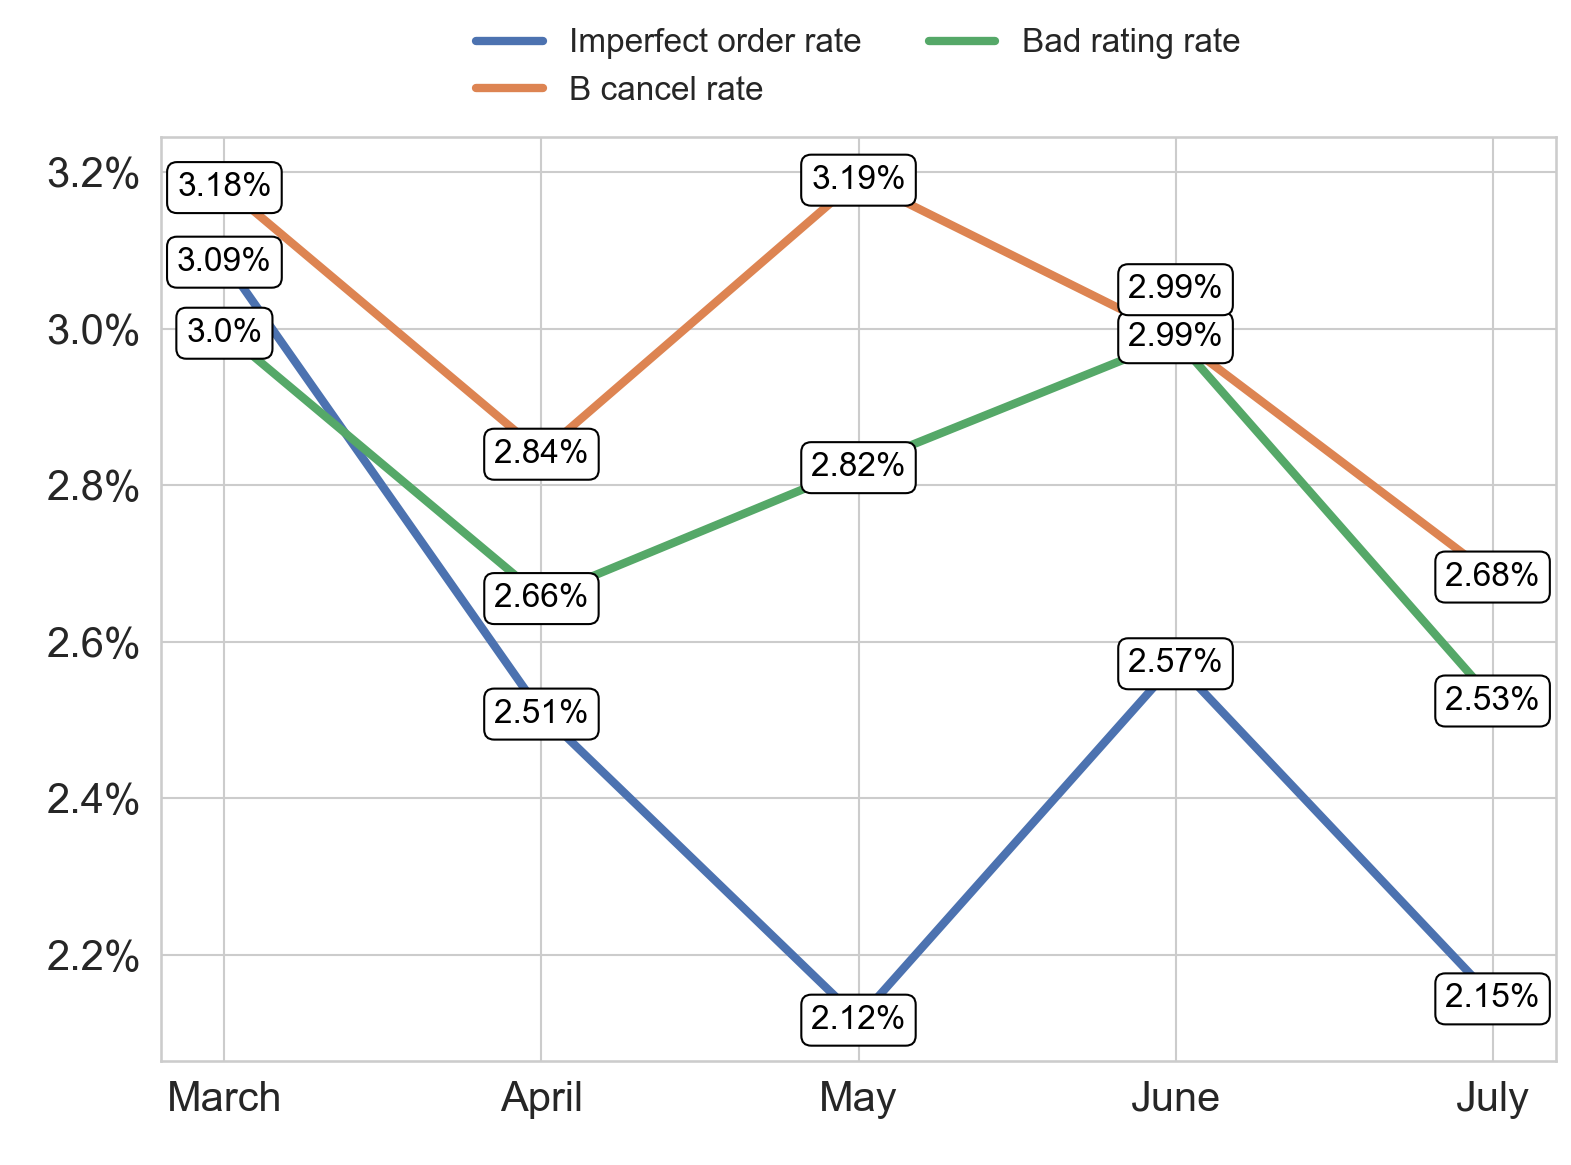 Imperfect order rate
Bad rating rate
B cancel rate
3.2%
3.0%
2.8%
2.6%
2.4%
2.2%
3.18%
3.09%
3.0%
2.84%
2.66%
2.51%
3.19%
2.82%
2.12%
2.99%
2.99%
2.57%
2.68%
2.53%
2.15%
March
April
May
June
July